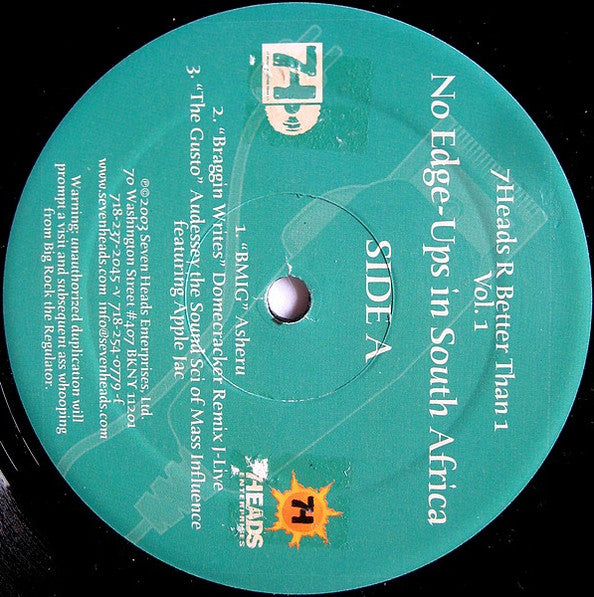 7Heads R Better Than 1
Vol. 1
No Edge-Ups in South Africa
7H
7H
7HEADS
ENTERPRISES
SIDE A
1. “BMIG” Asheru
2. “Braggin Writes” Domecracker Remix J-Live
3. “The Gusto” Audessey the Sound Sci of Mass Influence
featuring Apple Jac
℗©2003 Seven Heads Enterprises, Ltd.
70 Washington Street #407 BKNY 11201
718-237-2045-v 718-254-0779-f
www.sevenheads.com info@sevenheads.com
Warning: unauthorized duplication will
prompt a visit and subsequent ass whooping
from Big Rock the Regulator.